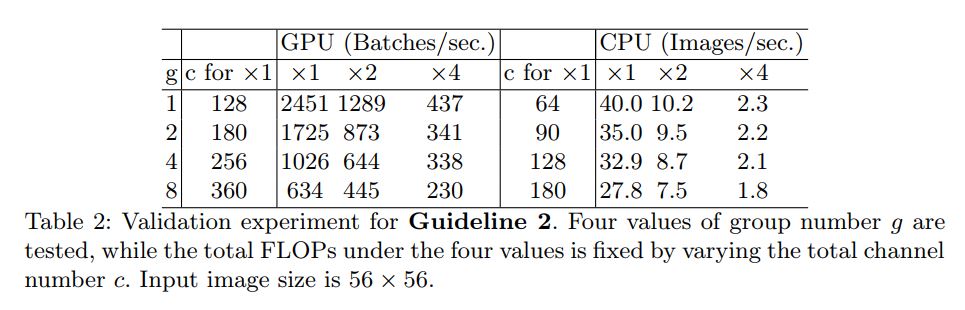 GPU (Batches/sec.) CPU (Images/sec.)
g c for ×1 ×1 ×2 ×4 c for ×1 ×1 ×2 ×4
1 128 2451 1289 437 64 40.0 10.2 2.3
2 180 1725 873 341 90 35.0 9.5 2.2
4 256 1026 644 338 128 32.9 8.7 2.1
8 360 634 445 230 180 27.8 7.5 1.8
Table 2: Validation experiment for Guideline 2. Four values of group number g are
tested, while the total FLOPs under the four values is fixed by varying the total channel
number c. Input image size is 56 × 56.